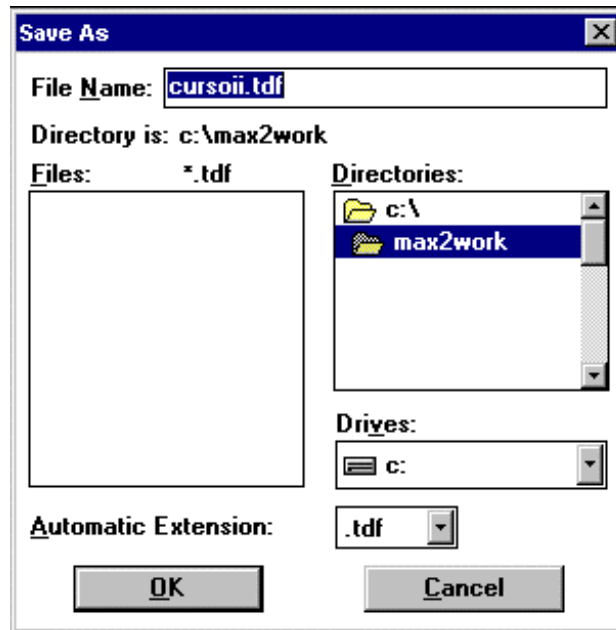 Save As
File Name: cursoii.tdf
Directory is: c:\max2work
Files: *.tdf
Directories:
c:\
max2work
Drives:
c:
Automatic Extension: .tdf
OK Cancel